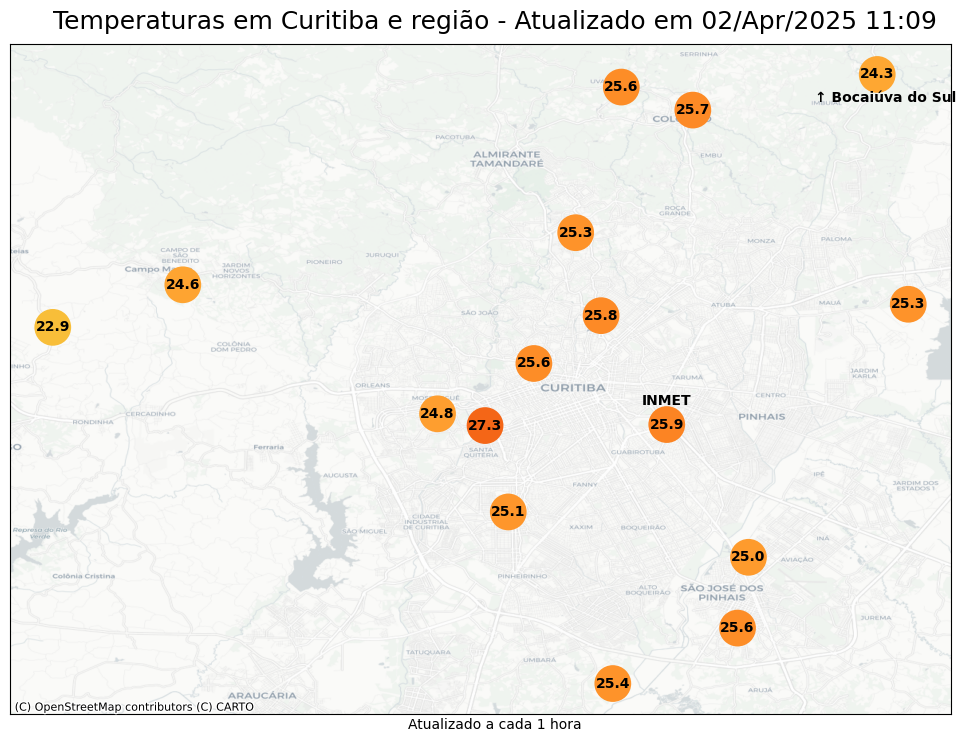 Temperaturas em Curitiba e região - Atualizado em 02/Apr/2025 11:09
SERRINHA
24.3
25.6
↑ Bocaiúva do Sul
25.7
PACOTUBA
ALMIRANTE
TAMANDARÉ
EMBU
ROÇA
GRANDE
25.3
MONZA
PALOMA
CAMPO DE
SÃO
BENEDITO
JURUQUI
PIONEIRO
JARDIM
NOVOS
HORIZONTES
24.6
25.3
MAUÁ
ATUBA
SÃO JOÃO
25.8
22.9
COLÔNIA
DOM PEDRO
25.6
JARDIM
KARLA
TARUMÃ
ORLEANS
CURITIBA
CENTRO
INMET
CERCADINHO
24.8
PINHAIS
RONDINHA
27.3
25.9
Ferraria
SANTA
QUITÉRIA
GUABIROTUBA
AUGUSTA
IPÊ
FANNY
JARDIM DOS
ESTADOS I
25.1
CIDADE
INDUSTRIAL
DE CURITIBA
SÃO MIGUEL
XAXIM
BOQUEIRÃO
Represa do Rio
Verde
INÁ
25.0
AVIAÇÃO
Colônia Cristina
PINHEIRINHO
ALTO
BOQUEIRÃO
SÃO JOSÉ DOS
PINHAIS
JUREMA
25.6
TATUQUARA
UMBARÁ
25.4
ARUJÁ
ARAUCÁRIA
(C) OpenStreetMap contributors (C) CARTO
Atualizado a cada 1 hora